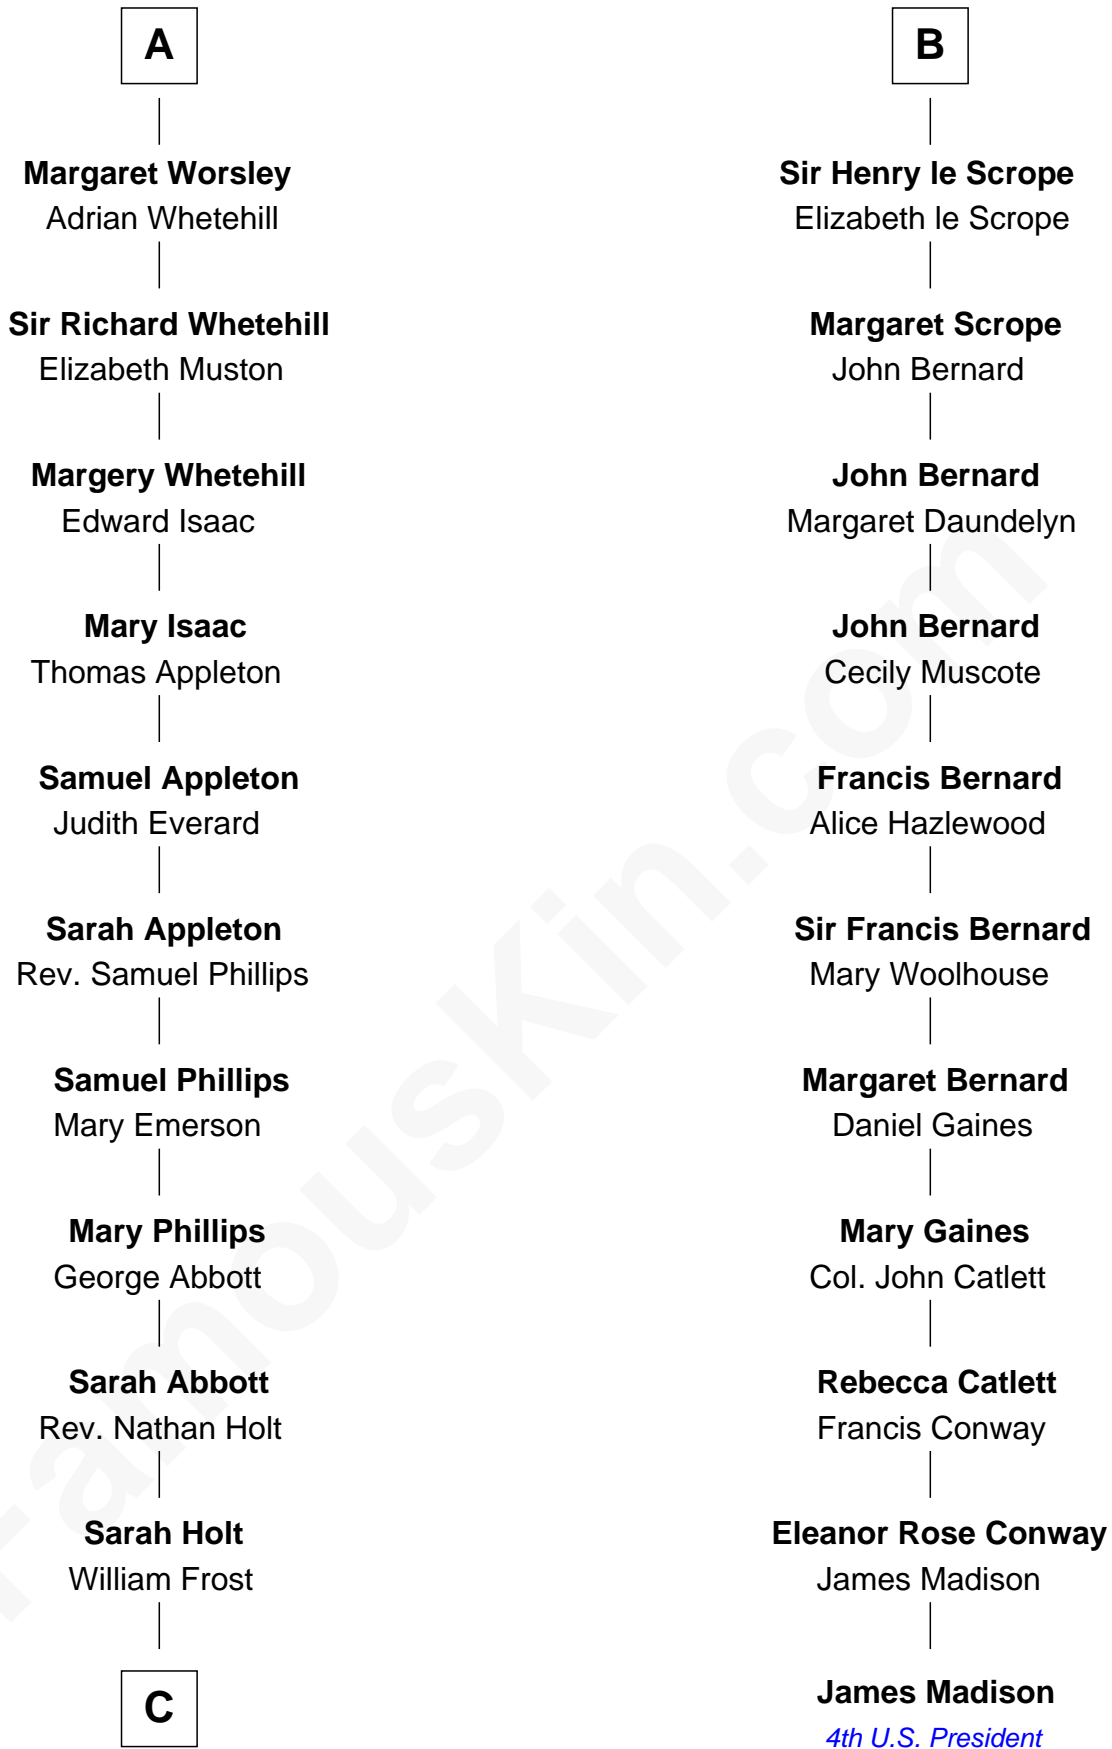 A
Margaret Worsley
Adrian Whetehill
Sir Richard Whetehill
Elizabeth Muston
Margery Whetehill
Edward Isaac
Mary Isaac
Thomas Appleton
Samuel Appleton
Judith Everard
Sarah Appleton
Rev. Samuel Phillips
Samuel Phillips
Mary Emerson
Mary Phillips
George Abbott
Sarah Abbott
Rev. Nathan Holt
Sarah Holt
William Frost
C
B
Sir Henry le Scrope
Elizabeth le Scrope
Margaret Scrope
John Bernard
John Bernard
Margaret Daundelyn
John Bernard
Cecily Muscote
Francis Bernard
Alice Hazlewood
Sir Francis Bernard
Mary Woolhouse
Margaret Bernard
Daniel Gaines
Mary Gaines
Col. John Catlett
Rebecca Catlett
Francis Conway
Eleanor Rose Conway
James Madison
James Madison
4th U.S. President
FamousKin.com